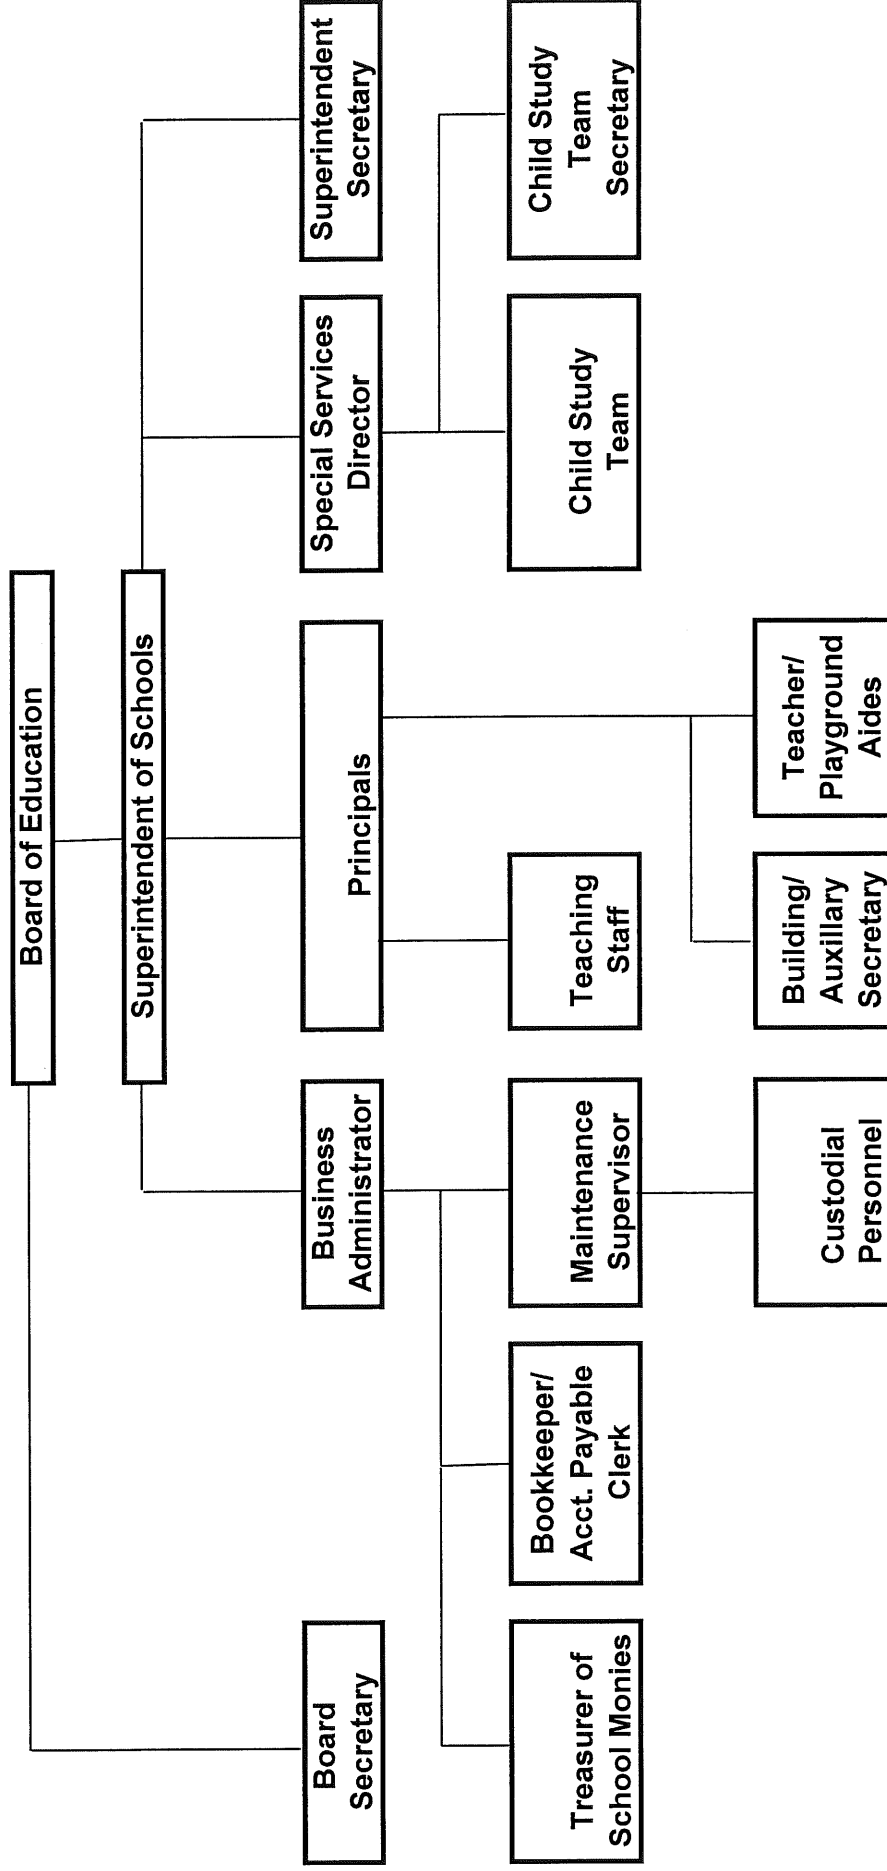 Board of Education
Superintendent of Schools
Board
Secretary
Business
Administrator
Principals
Special Services
Director
Superintendent
Secretary
Treasurer of
School Monies
Bookkeeper/
Acct. Payable
Clerk
Maintenance
Supervisor
Teaching
Staff
Child Study
Team
Child Study
Team
Secretary
Custodial
Personnel
Building/
Auxillary
Secretary
Teacher/
Playground
Aides